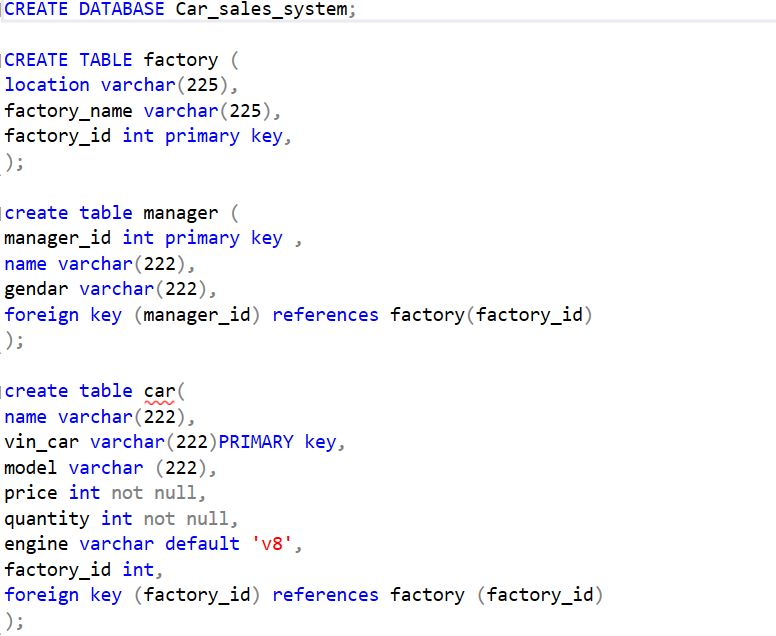 CREATE DATABASE Car_sales_system;
CREATE TABLE factory (
location varchar(225),
factory_name varchar(225),
factory_id int primary key,
);
create table manager (
manager_id int primary key ,
name varchar(222),
gendar varchar(222),
foreign key (manager_id) references factory(factory_id)
);
create table car(
name varchar(222),
vin_car varchar(222)PRIMARY key,
model varchar (222),
price int not null,
quantity int not null,
engine varchar default 'v8',
factory_id int,
foreign key (factory_id) references factory (factory_id)
);